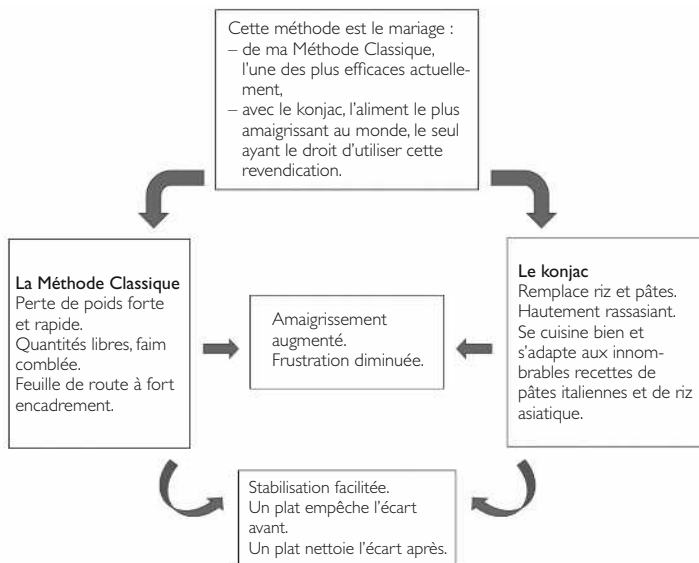 Cette méthode est le mariage :
– de ma Méthode Classique,
l'une des plus efficaces actuelle-
ment,
– avec le konjac, l'aliment le plus
amaigrissant au monde, le seul
ayant le droit d'utiliser cette
revendication.
La Méthode Classique
Perte de poids forte
et rapide.
Quantités libres, faim
comblée.
Feuille de route à fort
encadrement.
Amaigrissement
augmenté.
Frustration diminuée.
Le konjac
Remplace riz et pâtes.
Hautement rassasiant.
Se cuisine bien et
s'adapte aux innom-
brables recettes de
pâtes italiennes et de riz
asiatique.
Stabilisation facilitée.
Un plat empêche l'écart
avant.
Un plat nettoie l'écart après.